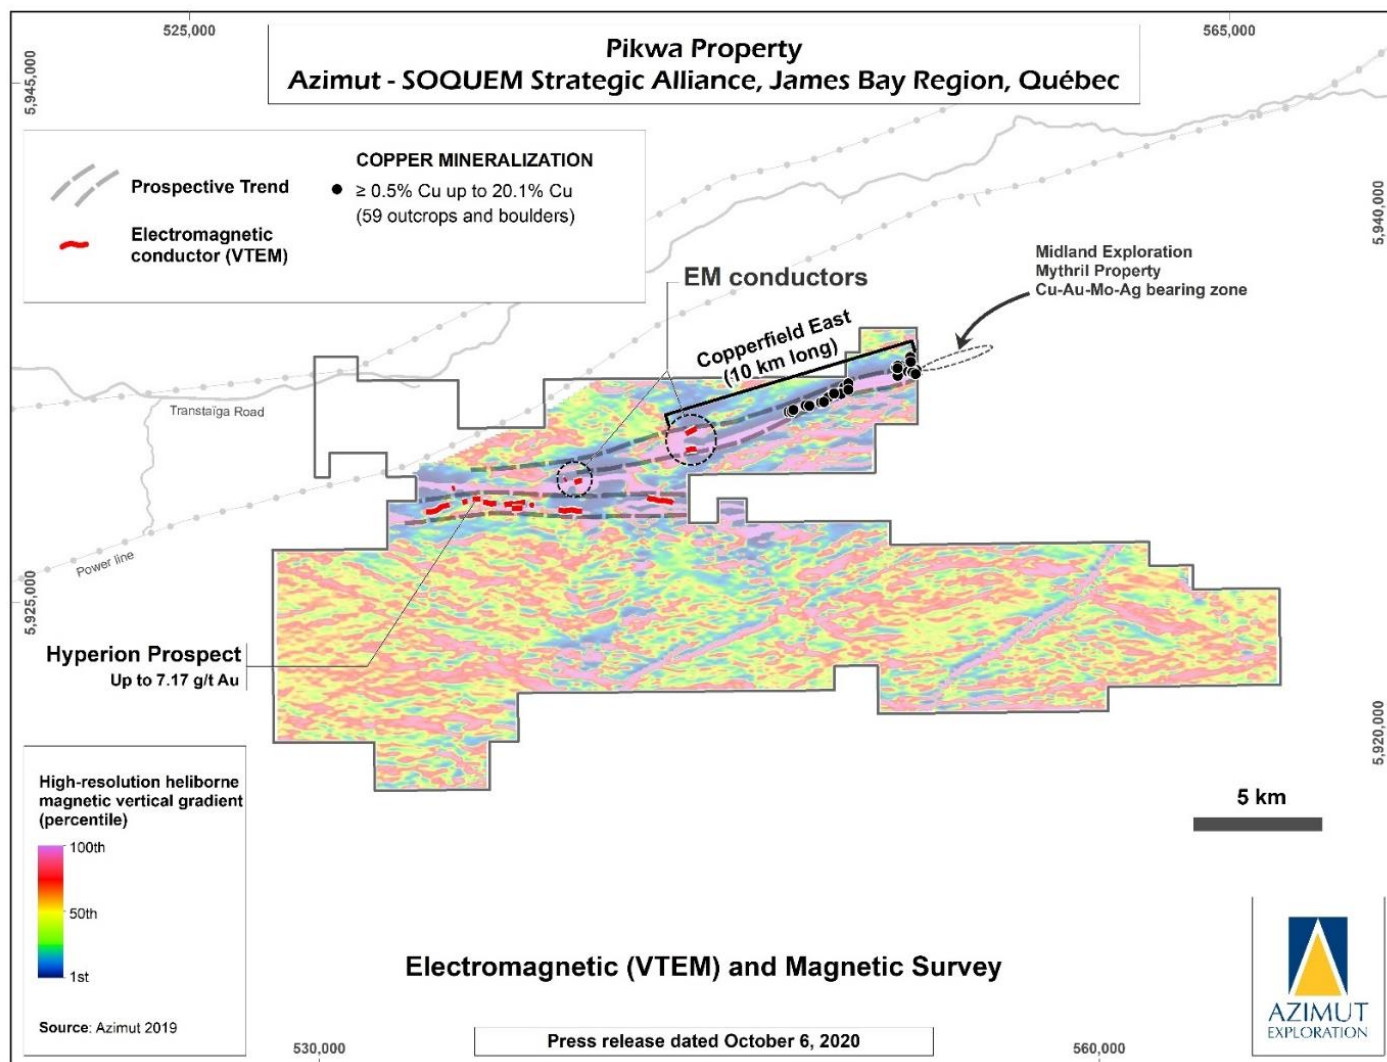 525,000
565,000
Pikwa Property
Azimut - SOQUEM Strategic Alliance, James Bay Region, Québec
5,945,000
5,940,000
Prospective Trend
Electromagnetic
conductor (VTEM)
COPPER MINERALIZATION
≥ 0.5% Cu up to 20.1% Cu
(59 outcrops and boulders)
EM conductors
Midland Exploration
Mythril Property
Cu-Au-Mo-Ag bearing zone
Copperfield East
(10 km long)
Transtaïga Road
Power line
5,925,000
Hyperion Prospect
Up to 7.17 g/t Au
5,920,000
High-resolution heliborne
magnetic vertical gradient
(percentile)
100th
50th
1st
Source: Azimut 2019
5 km
Electromagnetic (VTEM) and Magnetic Survey
AZIMUT
EXPLORATION
Press release dated October 6, 2020
530,000
560,000